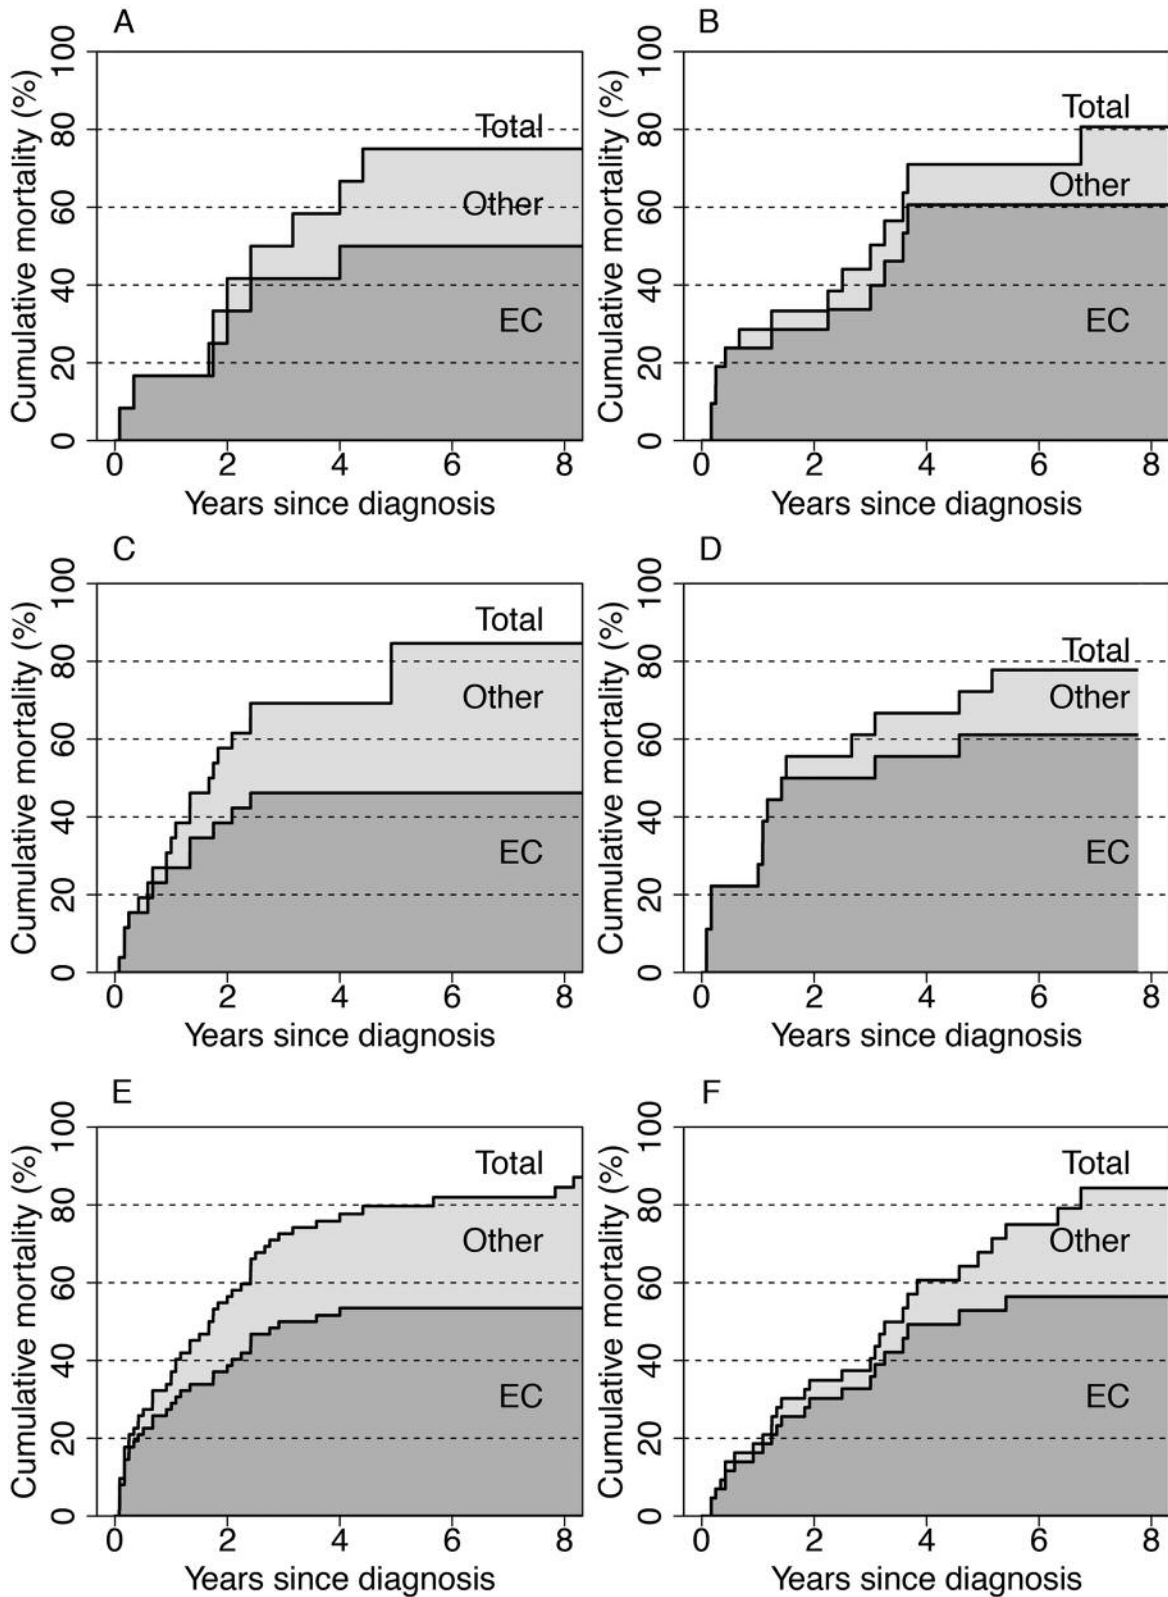 A
Cumulative mortality (%)
100
80
60
40
20
0
Total
Other
EC
0 2 4 6 8
Years since diagnosis
B
Cumulative mortality (%)
100
80
60
40
20
0
Total
Other
EC
0 2 4 6 8
Years since diagnosis
C
Cumulative mortality (%)
100
80
60
40
20
0
Total
Other
EC
0 2 4 6 8
Years since diagnosis
D
Cumulative mortality (%)
100
80
60
40
20
0
Total
Other
EC
0 2 4 6 8
Years since diagnosis
E
Cumulative mortality (%)
100
80
60
40
20
0
Total
Other
EC
0 2 4 6 8
Years since diagnosis
F
Cumulative mortality (%)
100
80
60
40
20
0
Total
Other
EC
0 2 4 6 8
Years since diagnosis